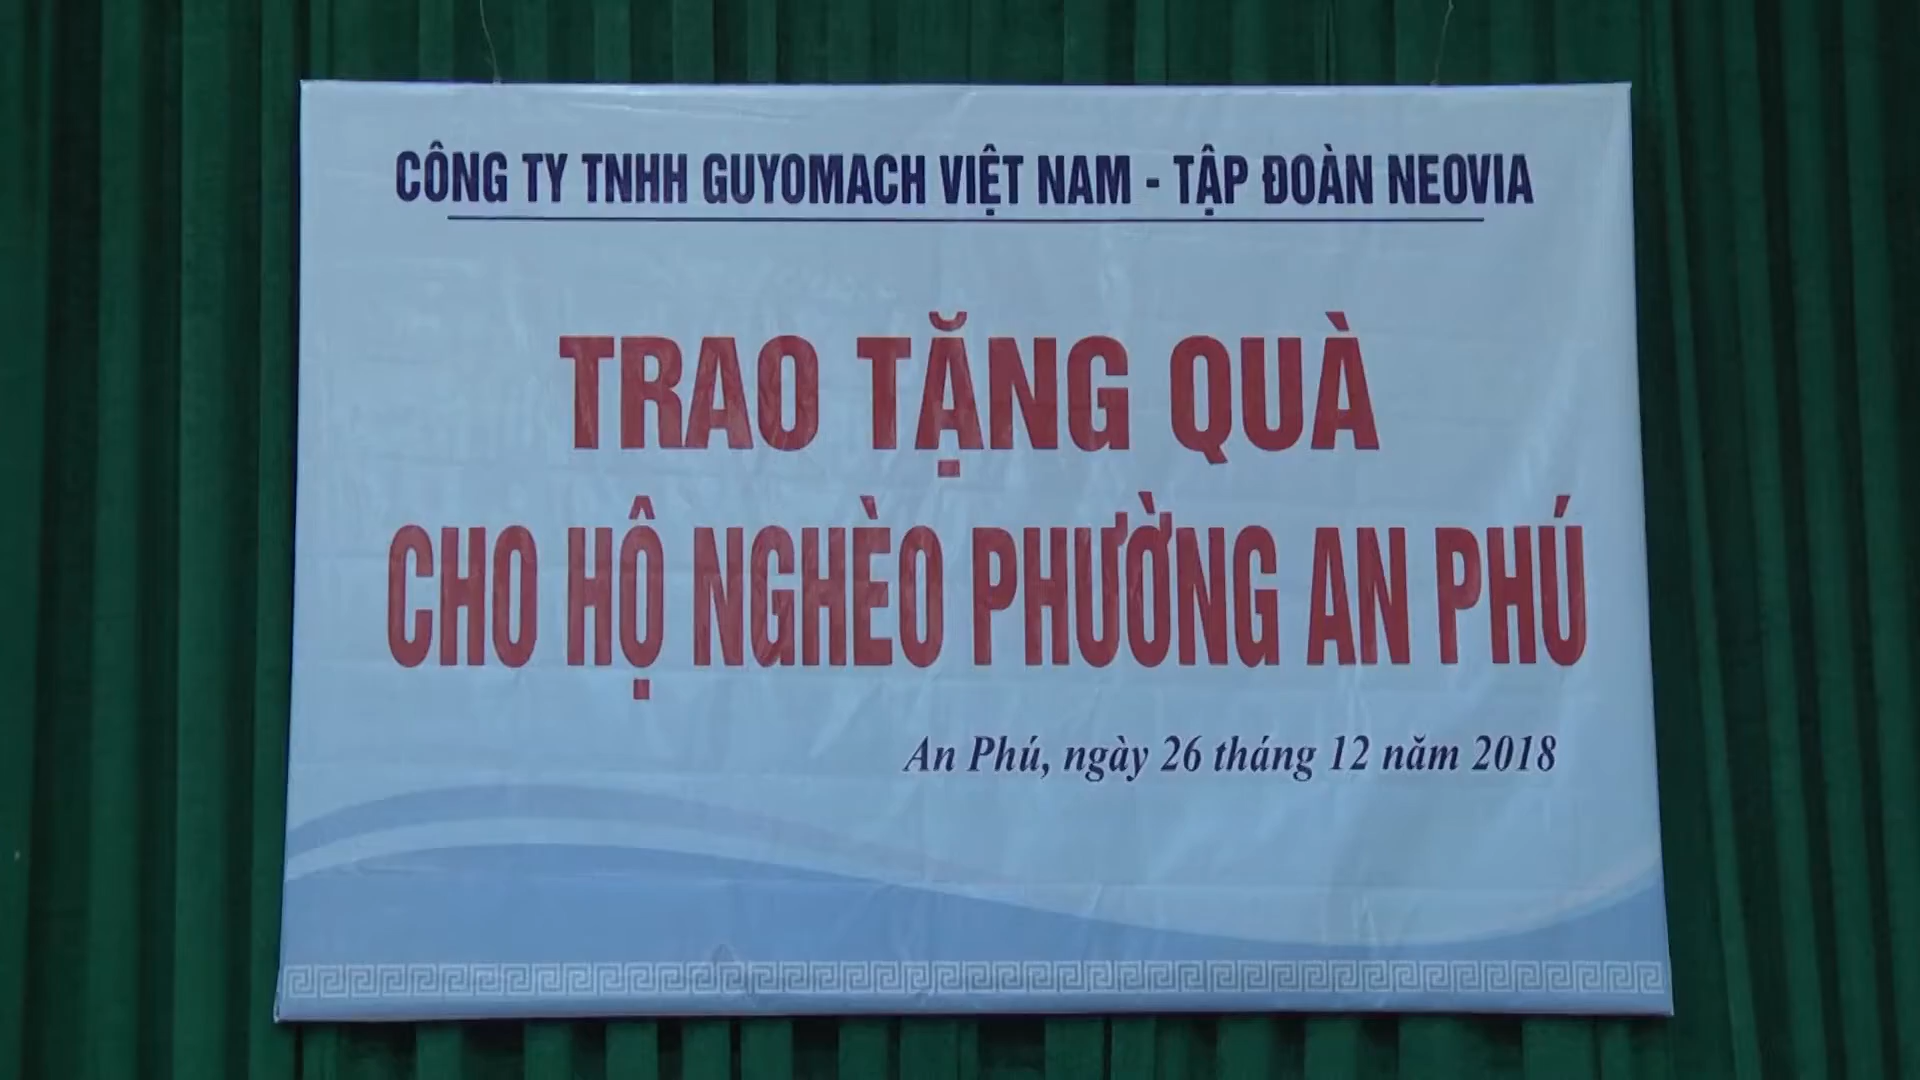 CÔNG TY TNHH GUYOMACH VIỆT NAM - TẬP ĐOÀN NEOVIA
TRAO TẶNG QUÀ
CHO HỘ NGHÈO PHƯỜNG AN PHÚ
An Phú, ngày 26 tháng 12 năm 2018